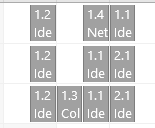 1.2 1.4 1.1
Ide Net Ide
1.2 1.1 2.1
Ide Ide Ide
1.2 1.3 1.1 2.1
Ide Col Ide Ide